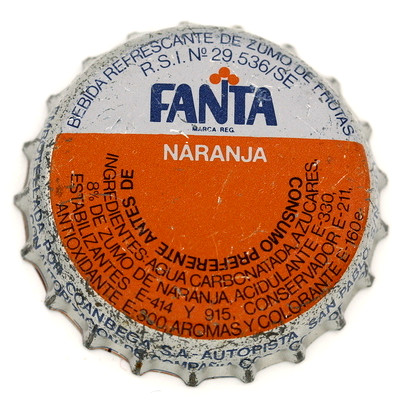 BEBIDA REFRESCANTE DE ZUMO DE FRUTAS
R.S.I. Nº 29.536/SE
FANTA
MARCA REG.
NARANJA
CONSUMO PREFERENTE ANTES DE
INGREDIENTES: AGUA CARBONATADA, AZUCARES,
8% DE ZUMO DE NARANJA, ACIDULANTE E-330,
ESTABILIZANTES E-414 Y 915, CONSERVADOR E-211,
ANTIOXIDANTE E-300, AROMAS Y COLORANTE E-160a.
POR COANBEGA S.A. AUTOPISTA